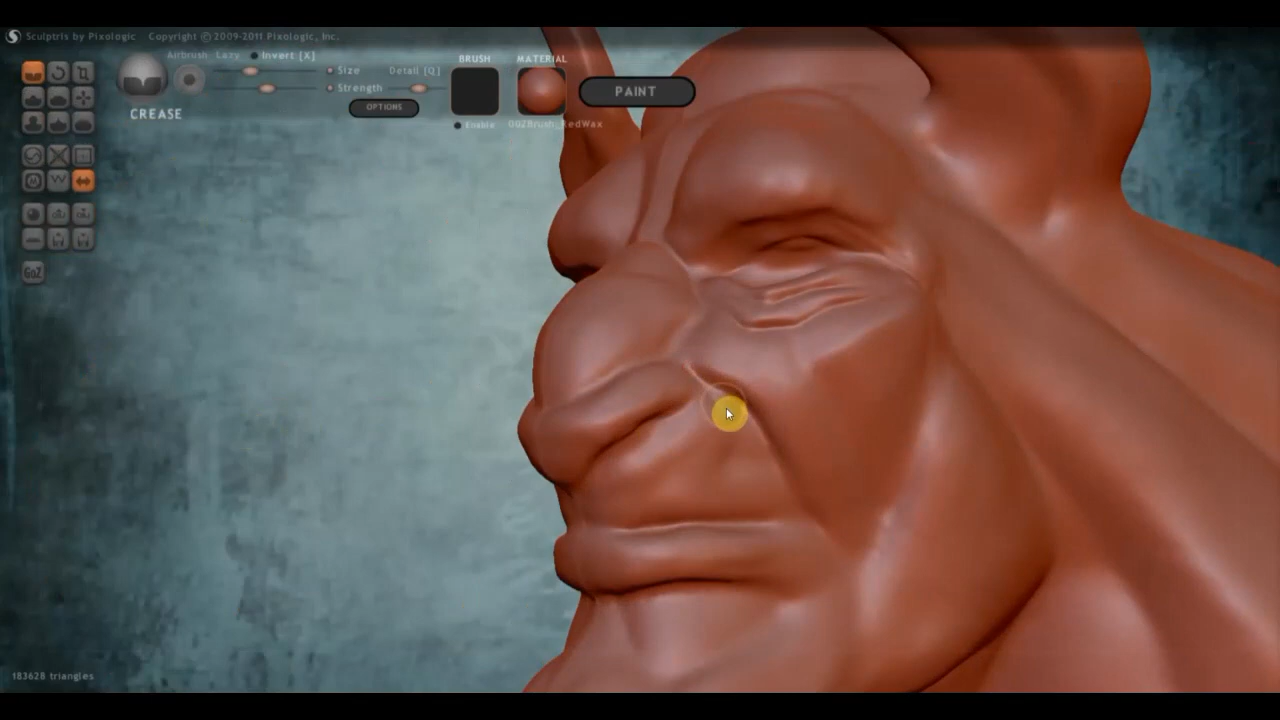 Sculptris by Pixologic Copyright ©2009-2011 Pixologic, Inc.
Airbrush Lazy Invert [X]
Size Detail [Q]
Strength
OPTIONS
CREASE
BRUSH
Enable
MATERIAL
00ZBrush_RedWax
PAINT
GoZ
183628 triangles